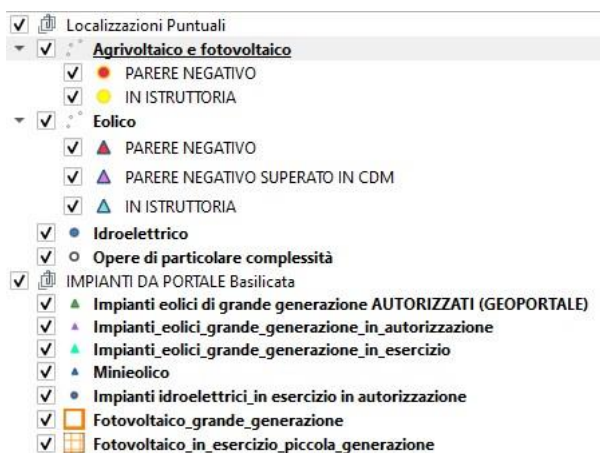 Localizzazioni Puntuali
Agrivoltaico e fotovoltaico
PARERE NEGATIVO
IN ISTRUTTORIA
Eolico
PARERE NEGATIVO
PARERE NEGATIVO SUPERATO IN CDM
IN ISTRUTTORIA
Idroelettrico
Opere di particolare complessità
IMPIANTI DA PORTALE Basilicata
Impianti eolici di grande generazione AUTORIZZATI (GEOPORTALE)
Impianti_eolici_grande_generazione_in_autorizzazione
Impianti_eolici_grande_generazione_in_esercizio
Minieolico
Impianti idroelettrici_in esercizio in autorizzazione
Fotovoltaico_grande_generazione
Fotovoltaico_in_esercizio_piccola_generazione